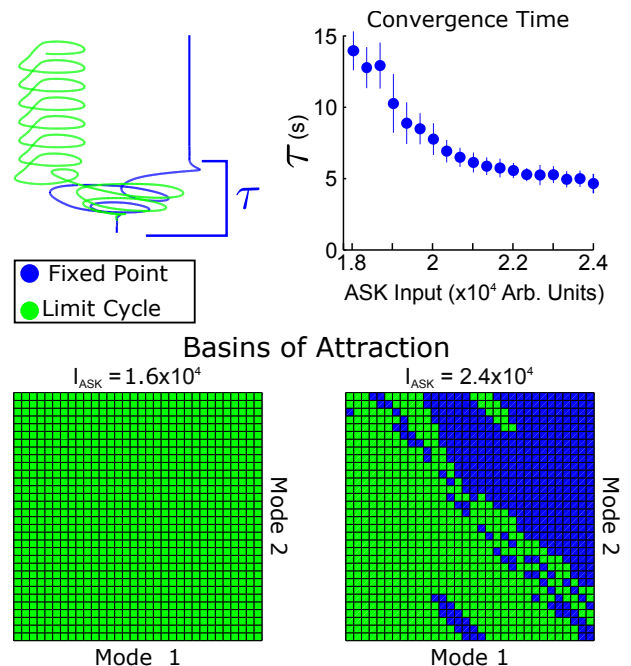 Convergence Time
15
10
5
0
τ (s)
1.8 2 2.2 2.4
ASK Input (x10⁴ Arb. Units)
τ
Fixed Point
Limit Cycle
Basins of Attraction
I_ASK = 1.6x10⁴
I_ASK = 2.4x10⁴
Mode 2
Mode 2
Mode 1
Mode 1